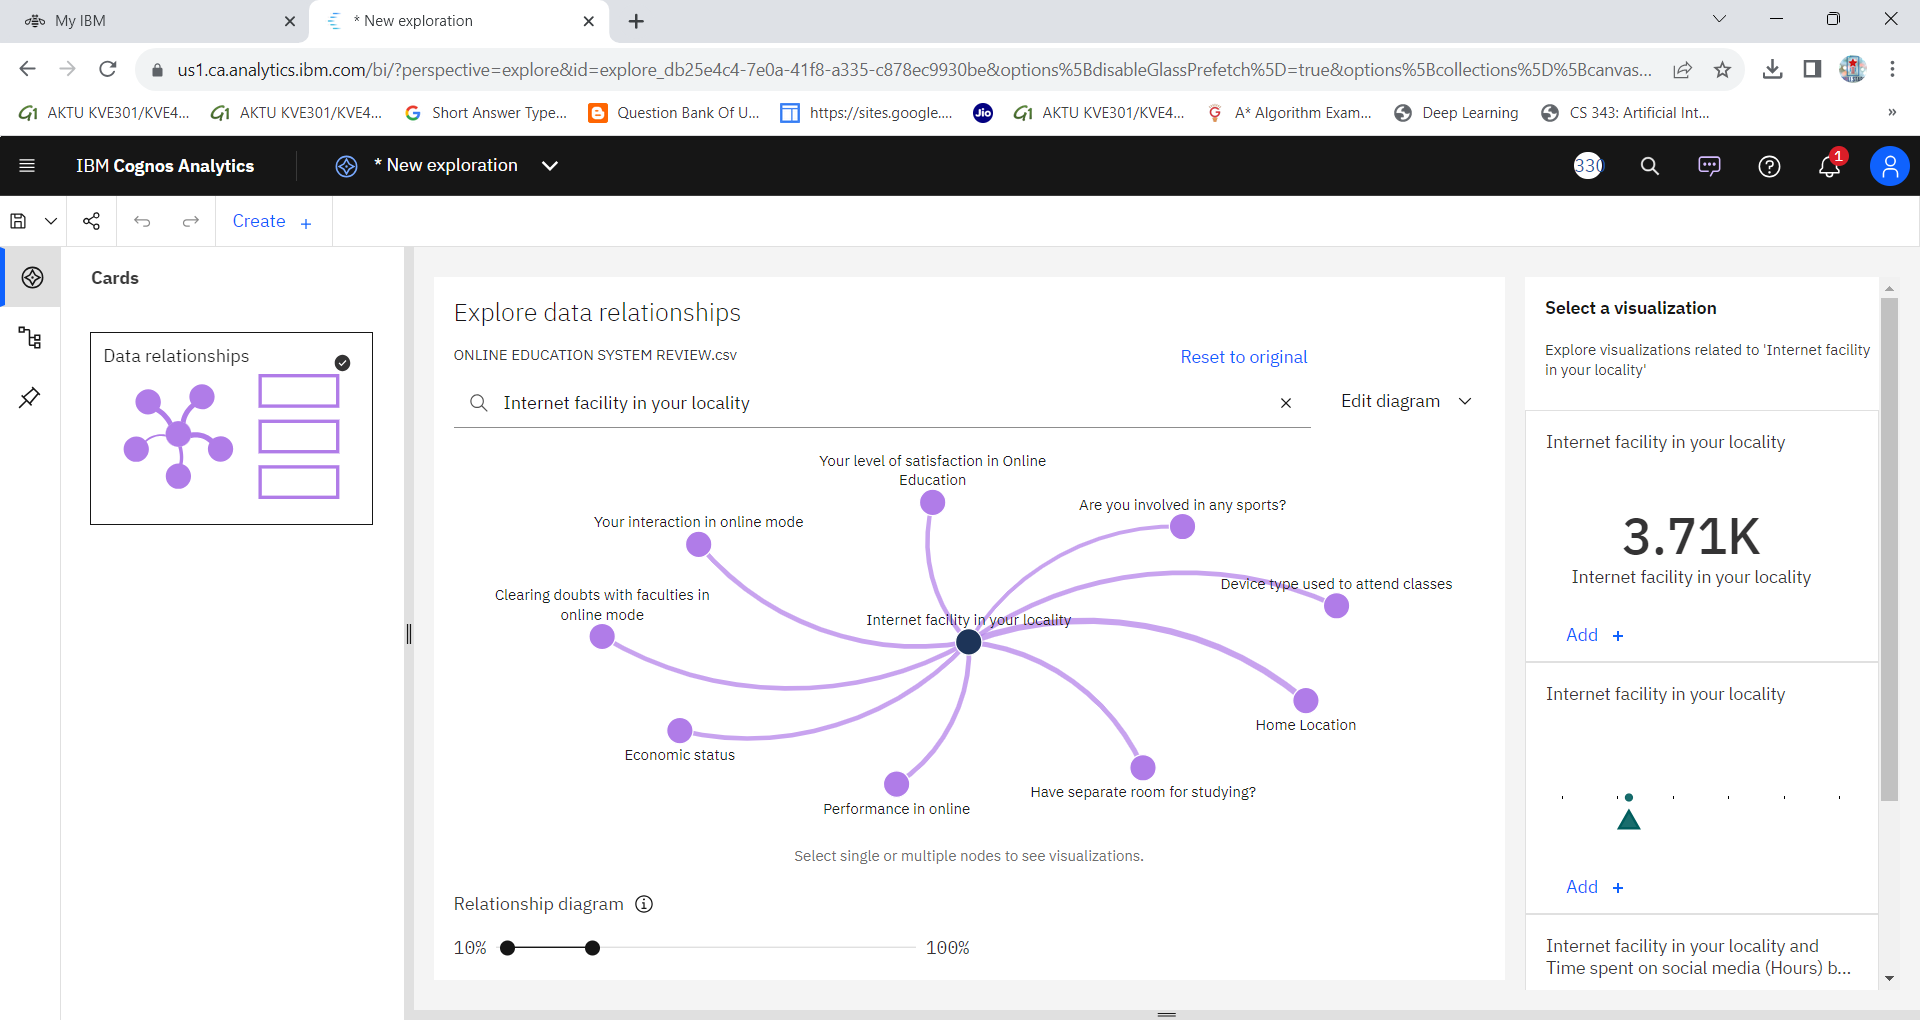 My IBM
* New exploration
us1.ca.analytics.ibm.com/bi/?perspective=explore&id=explore_db25e4c4-7e0a-41f8-a335-c878ec9930be&options%5BdisableGlassPrefetch%5D=true&options%5Bcollections%5D%5Bcanvas...
AKTU KVE301/KVE4...
AKTU KVE301/KVE4...
Short Answer Type...
Question Bank Of U...
https://sites.google....
Jio
AKTU KVE301/KVE4...
A* Algorithm Exam...
Deep Learning
CS 343: Artificial Int...
»
IBM Cognos Analytics
* New exploration
330
1
Create +
Cards
Data relationships
Explore data relationships
ONLINE EDUCATION SYSTEM REVIEW.csv
Reset to original
Internet facility in your locality
Edit diagram
Your level of satisfaction in Online
Education
Are you involved in any sports?
Your interaction in online mode
Device type used to attend classes
Clearing doubts with faculties in
online mode
Internet facility in your locality
Home Location
Economic status
Have separate room for studying?
Performance in online
Select single or multiple nodes to see visualizations.
Relationship diagram
10%
100%
Select a visualization
Explore visualizations related to 'Internet facility
in your locality'
Internet facility in your locality
3.71K
Internet facility in your locality
Add +
Internet facility in your locality
Add +
Internet facility in your locality and
Time spent on social media (Hours) b...